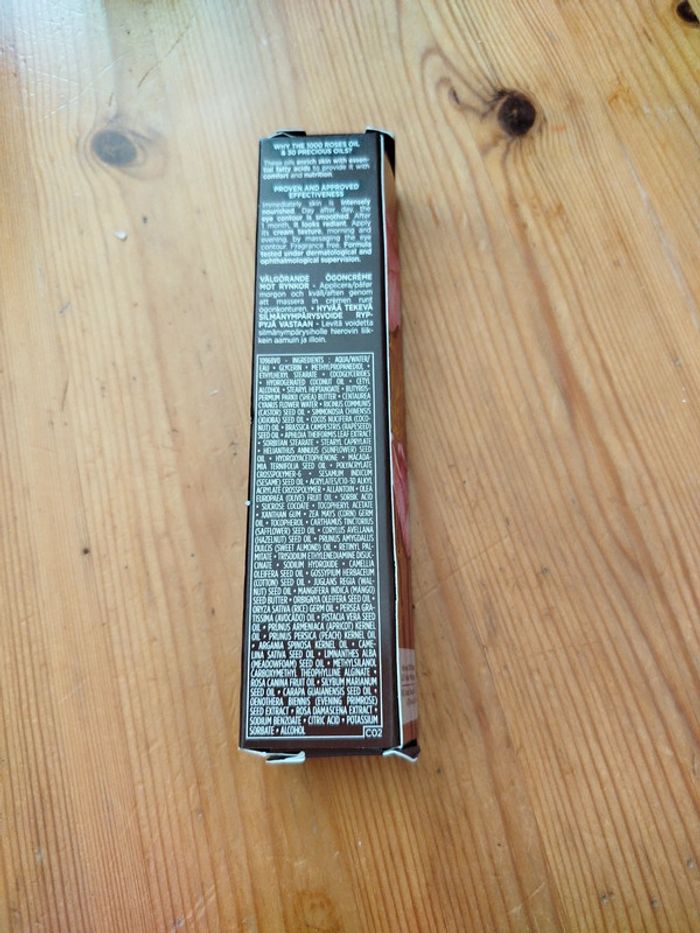 WHY THE 1000 ROSES OIL
& 30 PRECIOUS OILS?
These oils enrich skin with essen-
tial fatty acids to provide it with
comfort and nutrition.
PROVEN AND APPROVED
EFFECTIVENESS
Immediately skin is intensely
nourished. Day after day, the
eye contour is smoothed. After
1 month, it looks radiant. Apply
its cream texture, morning and
evening, by massaging the eye
contour. Fragrance free. Formula
tested under dermatological and
ophthalmological supervision.
VÄLGÖRANDE ÖGONCRÈME
MOT RYNKOR • Applicera/påfør
morgon och kväll/aften genom
att massera in crèmen runt
ögonkonturen. • HYVÄÄ TEKEVÄ
SILMÄNYMPÄRYSVOIDE RYP-
PYJÄ VASTAAN - Levitä voidetta
silmänympärysiholle hierovin liik-
kein aamuin ja illoin.
INGREDIENTS : AQUA/WATER/
EAU • GLYCERIN • METHYLPROPANEDIOL •
ETHYLHEXYL STEARATE • COCOGLYCERIDES
• HYDROGENATED COCONUT OIL • CETYL
ALCOHOL • STEARYL HEPTANOATE • BUTYROS-
PERMUM PARKII (SHEA) BUTTER • CENTAUREA
CYANUS FLOWER WATER • RICINUS COMMUNIS
(CASTOR) SEED OIL • SIMMONDSIA CHINENSIS
(JOJOBA) SEED OIL • COCOS NUCIFERA (COCO-
NUT) OIL • BRASSICA CAMPESTRIS (RAPESEED)
SEED OIL • APHLOIA THEIFORMIS LEAF EXTRACT
• SORBITAN STEARATE • STEARYL CAPRYLATE
• HELIANTHUS ANNUUS (SUNFLOWER) SEED
OIL • HYDROXYACETOPHENONE • MACADA-
MIA TERNIFOLIA SEED OIL • POLYACRYLATE
CROSSPOLYMER-6 • SESAMUM INDICUM
(SESAME) SEED OIL • ACRYLATES/C10-30 ALKYL
ACRYLATE CROSSPOLYMER • ALLANTOIN • OLEA
EUROPAEA (OLIVE) FRUIT OIL • SORBIC ACID
• SUCROSE COCOATE • TOCOPHERYL ACETATE
• XANTHAN GUM • ZEA MAYS (CORN) GERM
OIL • TOCOPHEROL • CARTHAMUS TINCTORIUS
(SAFFLOWER) SEED OIL • CORYLUS AVELLANA
(HAZELNUT) SEED OIL • PRUNUS AMYGDALUS
DULCIS (SWEET ALMOND) OIL • RETINYL PAL-
MITATE • TRISODIUM ETHYLENEDIAMINE DISUC-
CINATE • SODIUM HYDROXIDE • CAMELLIA
OLEIFERA SEED OIL • GOSSYPIUM HERBACEUM
(COTTON) SEED OIL • JUGLANS REGIA (WAL-
NUT) SEED OIL • MANGIFERA INDICA (MANGO)
SEED BUTTER • ORBIGNYA OLEIFERA SEED OIL •
ORYZA SATIVA (RICE) GERM OIL • PERSEA GRA-
TISSIMA (AVOCADO) OIL • PISTACIA VERA SEED
OIL • PRUNUS ARMENIACA (APRICOT) KERNEL
OIL • PRUNUS PERSICA (PEACH) KERNEL OIL
• ARGANIA SPINOSA KERNEL OIL • CAME-
LINA SATIVA SEED OIL • LIMNANTHES ALBA
(MEADOWFOAM) SEED OIL • METHYLSILANOL
CARBOXYMETHYL THEOPHYLLINE ALGINATE •
ROSA CANINA FRUIT OIL • SILYBUM MARIANUM
SEED OIL • CARAPA GUAIANENSIS SEED OIL •
OENOTHERA BIENNIS (EVENING PRIMROSE)
SEED EXTRACT • ROSA DAMASCENA EXTRACT •
SODIUM BENZOATE • CITRIC ACID • POTASSIUM
SORBATE • ALCOHOL
C02